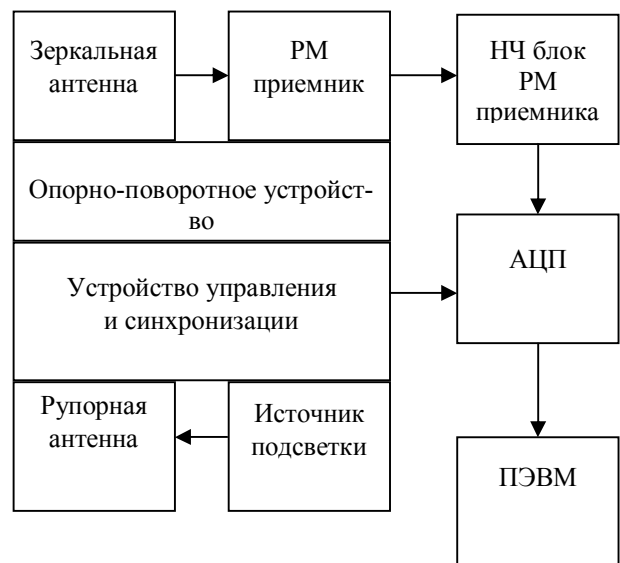 Зеркальная
антенна
РМ
приемник
НЧ блок
РМ
приемника
Опорно-поворотное устройст-
во
АЦП
Устройство управления
и синхронизации
Рупорная
антенна
Источник
подсветки
ПЭВМ